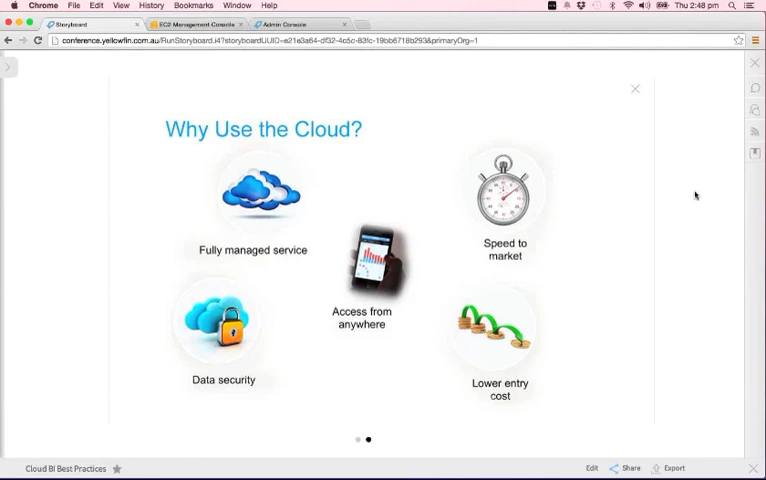 Chrome File Edit View History Bookmarks Window Help
Thu 2:48 pm
Storyboard
EC2 Management Console
Admin Console
conference.yellowfin.com.au/RunStoryboard.i4?storyboardUUID=e21e3a64-df32-4c5c-83fc-19bb6718b293&primaryOrg=1
Why Use the Cloud?
Fully managed service
Speed to
market
Access from
anywhere
Data security
Lower entry
cost
Cloud BI Best Practices
Edit Share Export